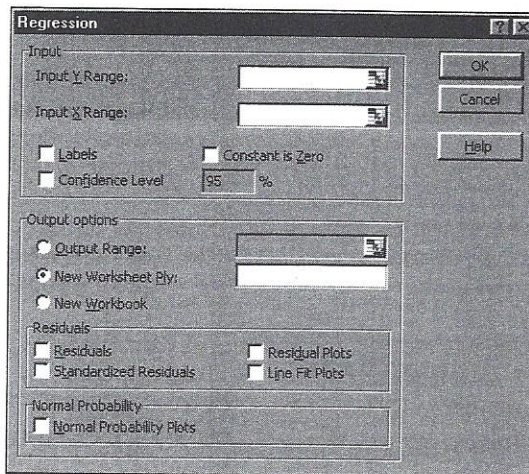 Regression
Input
Input Y Range:
OK
Input X Range:
Cancel
Labels
Constant is Zero
Help
Confidence Level
95 %
Output options
Output Range:
New Worksheet Ply:
New Workbook
Residuals
Residuals
Residual Plots
Standardized Residuals
Line Fit Plots
Normal Probability
Normal Probability Plots